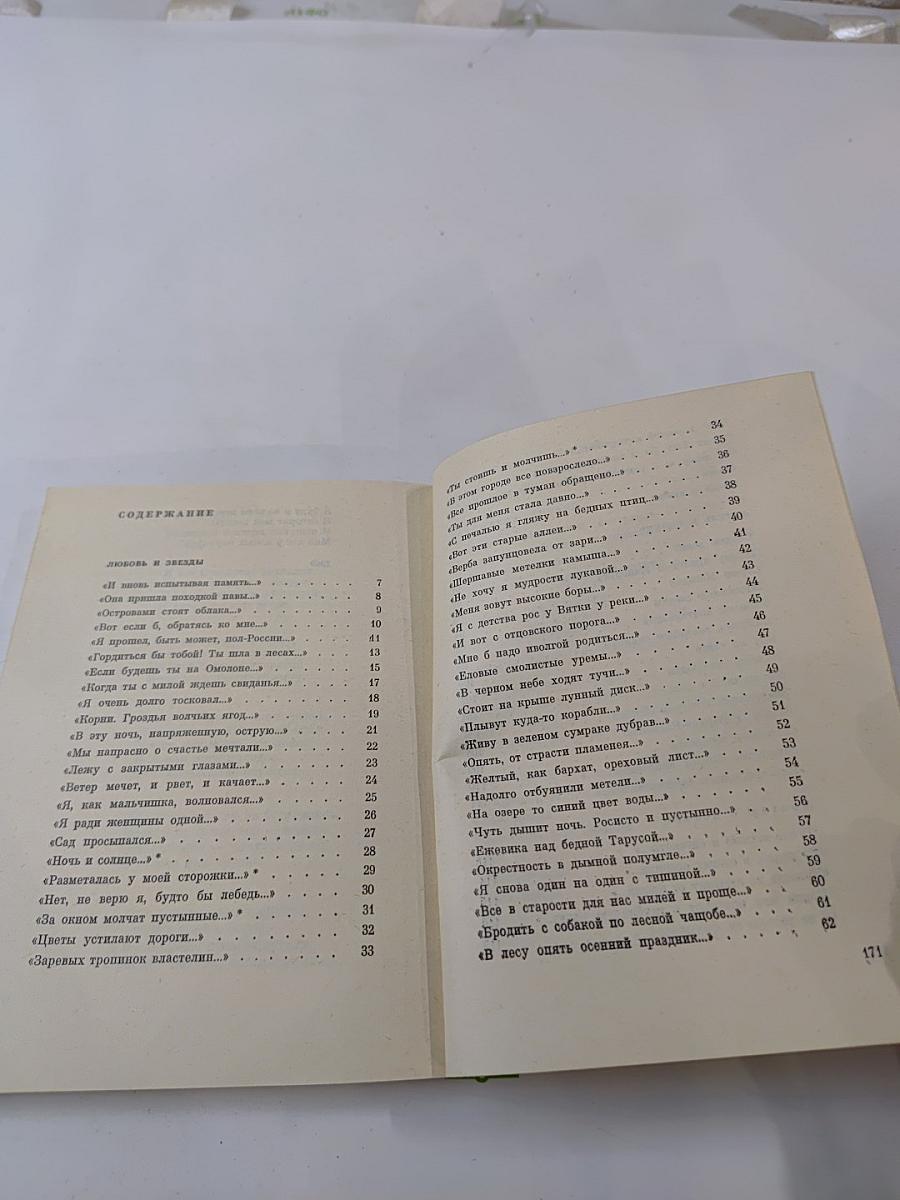 СОДЕРЖАНИЕ
ЛЮБОВЬ И ЗВЕЗДЫ
«И вновь испытывая память...» . . . . . . . 7
«Она пришла походкой павы...» . . . . . . . 8
«Островами стоят облака...» . . . . . . . . 9
«Вот если б, обратясь ко мне...» . . . . . . 10
«Я прошел, быть может, пол-России...» . . . . 11
«Гордиться бы тобой! Ты шла в лесах...» . . . 13
«Если будешь ты на Омолоне...» . . . . . . 15
«Когда ты с милой ждешь свиданья...» . . . . 17
«Я очень долго тосковал...» . . . . . . . . 18
«Корни. Гроздья волчьих ягод...» . . . . . . 19
«В эту ночь, напряженную, острую...» . . . . 21
«Мы напрасно о счастье мечтали...» . . . . . 22
«Лежу с закрытыми глазами...» . . . . . . . 23
«Ветер мечет, и рвет, и качает...» . . . . . . 24
«Я, как мальчишка, волновался...» . . . . . . 25
«Я ради женщины одной...» . . . . . . . . 26
«Сад просыпался...» . . . . . . . . . . . 27
«Ночь и солнце...» * . . . . . . . . . . . 28
«Разметалась у моей сторожки...» * . . . . . 29
«Нет, не верю я, будто бы лебедь...» . . . . 30
«За окном молчат пустынные...» * . . . . . . 31
«Цветы устилают дороги...» . . . . . . . . 32
«Заревых тропинок властелин...» . . . . . . . 33
«Ты стоишь и молчишь...» * . . . . . . . . 34
«В этом городе все повзрослело...» . . . . . . 35
«Все прошлое в туман обращено...» . . . . . 36
«Ты для меня стала давно...» . . . . . . . 37
«С печалью я гляжу на бедных птиц...» . . . . 38
«Вот эти старые аллеи...» . . . . . . . . . 39
«Верба запунцовела от зари...» . . . . . . . 40
«Шершавые метелки камыша...» . . . . . . . 41
«Не хочу я мудрости лукавой...» . . . . . . 42
«Меня зовут высокие боры...» . . . . . . . 43
«Я с детства рос у Вятки у реки...» . . . . . 44
«И вот с отцовского порога...» . . . . . . . 45
«Мне б надо иволгой родиться...» . . . . . . 46
«Еловые смолистые уремы...» . . . . . . . 47
«В черном небе ходят тучи...» . . . . . . . 48
«Стоит на крыше лунный диск...» . . . . . . 49
«Плывут куда-то корабли...» . . . . . . . . 50
«Живу в зеленом сумраке дубрав...» . . . . . 51
«Опять, от страсти пламенея...» . . . . . . . 52
«Желтый, как бархат, ореховый лист...» . . . . 53
«Надолго отбуянили метели...» . . . . . . . 54
«На озере то синий цвет воды...» . . . . . . 55
«Чуть дышит ночь. Росисто и пустынно...» . . . 56
«Ежевика над бедной Тарусой...» . . . . . . 57
«Окрестность в дымной полумгле...» . . . . . 58
«Я снова один на один с тишиной...» . . . . . 59
«Все в старости для нас милей и проще...» . . . 60
«Бродить с собакой по лесной чащобе...» . . . 61
«В лесу опять осенний праздник...» . . . . . 62
171